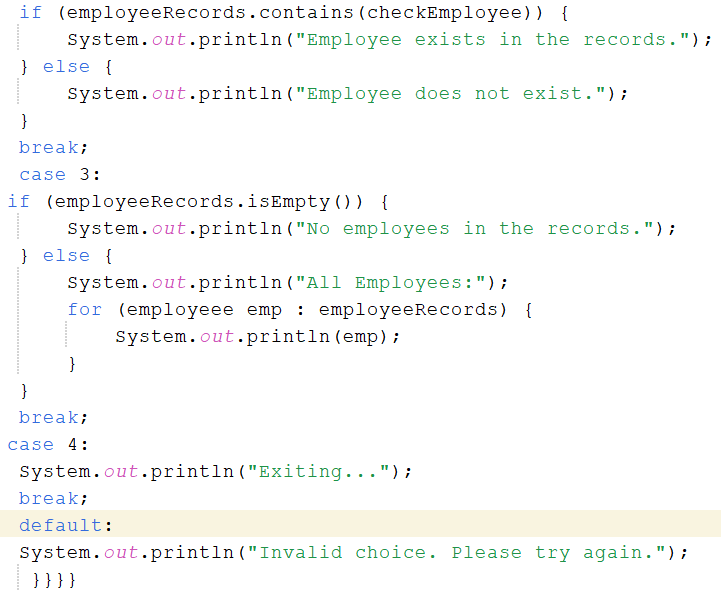 if (employeeRecords.contains(checkEmployee)) {
System.out.println("Employee exists in the records.");
} else {
System.out.println("Employee does not exist.");
}
break;
case 3:
if (employeeRecords.isEmpty()) {
System.out.println("No employees in the records.");
} else {
System.out.println("All Employees:");
for (employeee emp : employeeRecords) {
System.out.println(emp);
}
}
break;
case 4:
System.out.println("Exiting...");
break;
default:
System.out.println("Invalid choice. Please try again.");
}}}}